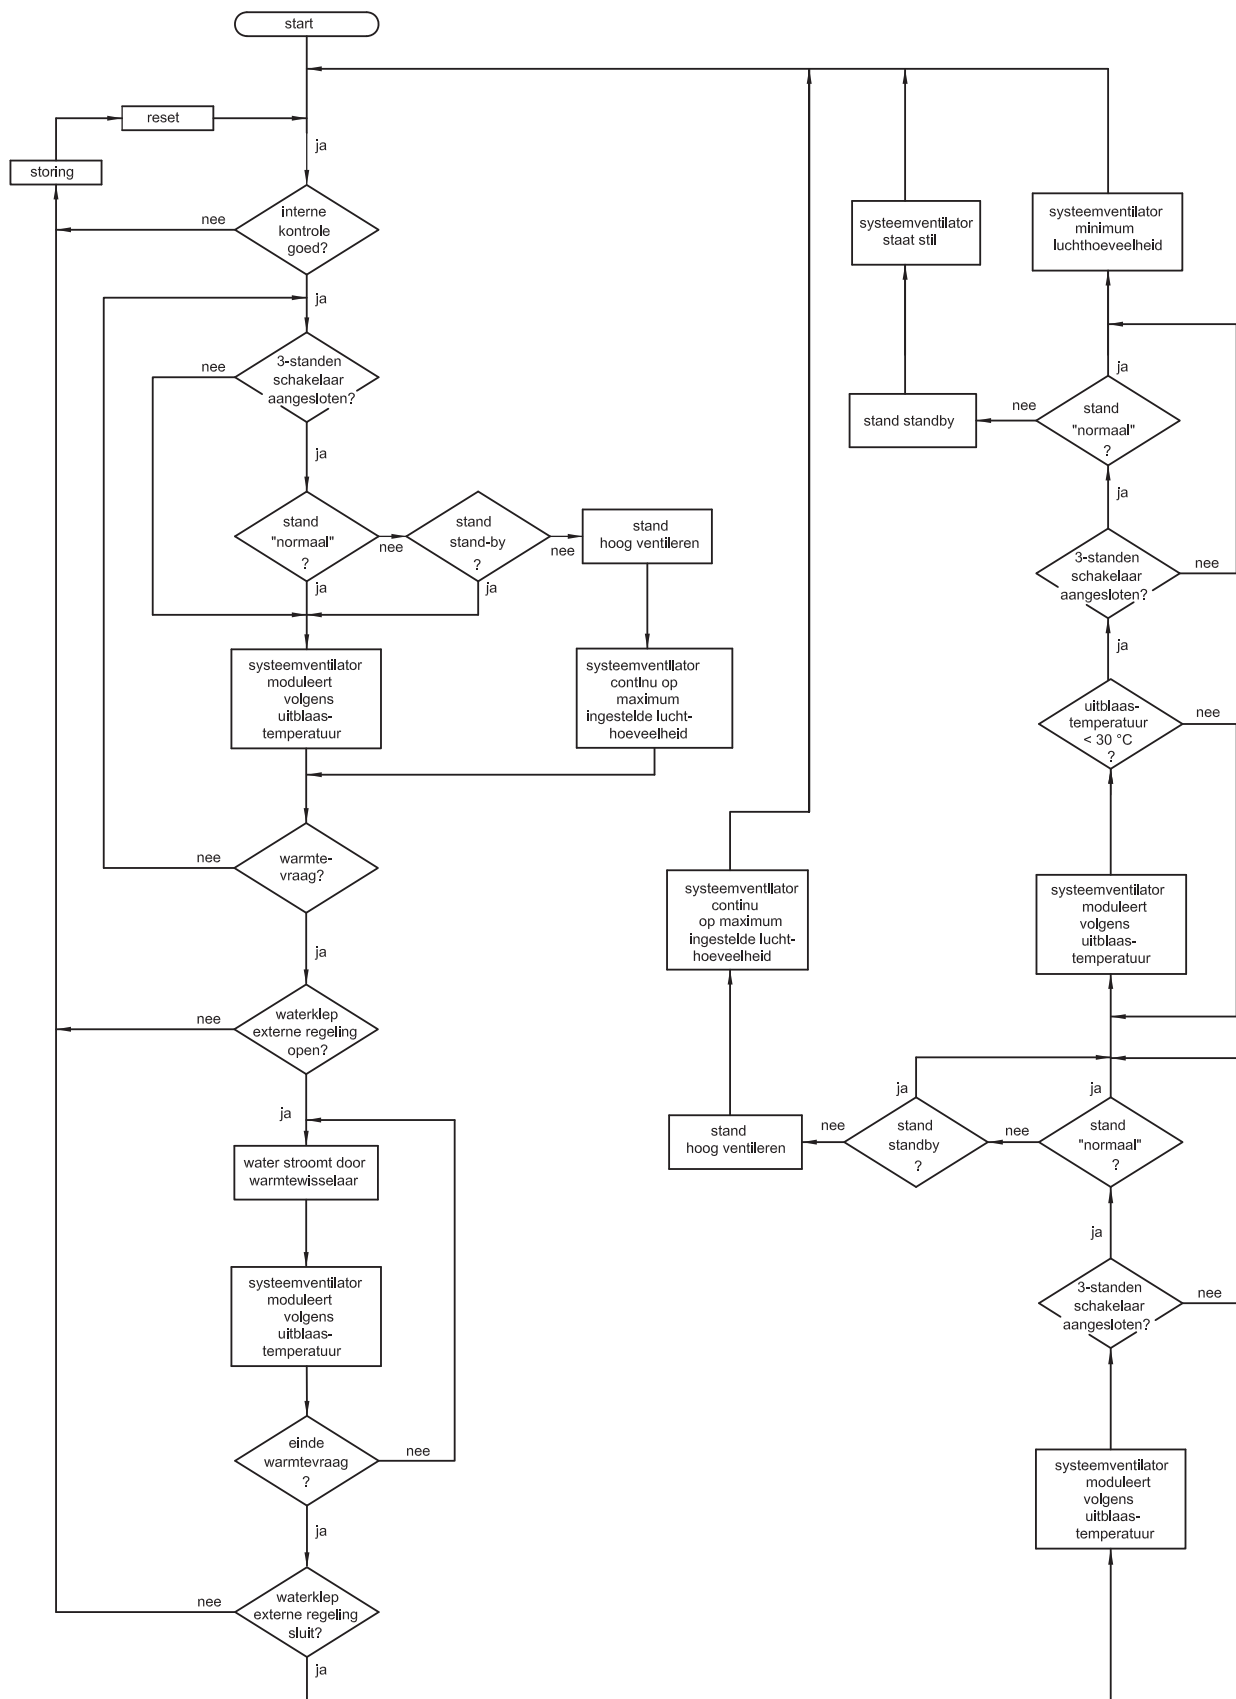 start
reset
ja
storing
nee
interne
kontrole
goed?
ja
nee
3-standen
schakelaar
aangesloten?
ja
stand
"normaal"
?
nee
stand
stand-by
?
nee
stand
hoog ventileren
ja
ja
systeemventilator
moduleert
volgens
uitblaas-
temperatuur
systeemventilator
continu op
maximum
ingestelde lucht-
hoeveelheid
nee
warmte-
vraag?
ja
nee
waterklep
externe regeling
open?
ja
water stroomt door
warmtewisselaar
systeemventilator
moduleert
volgens
uitblaas-
temperatuur
einde
warmtevraag
?
nee
ja
nee
waterklep
externe regeling
sluit?
ja
systeemventilator
staat stil
systeemventilator
minimum
luchthoeveelheid
ja
stand standby
nee
stand
"normaal"
?
ja
3-standen
schakelaar
aangesloten?
nee
ja
uitblaas-
temperatuur
< 30 °C
?
nee
systeemventilator
continu
op maximum
ingestelde lucht-
hoeveelheid
systeemventilator
moduleert
volgens
uitblaas-
temperatuur
ja
ja
stand
hoog ventileren
nee
stand
standby
?
nee
stand
"normaal"
?
ja
3-standen
schakelaar
aangesloten?
nee
systeemventilator
moduleert
volgens
uitblaas-
temperatuur